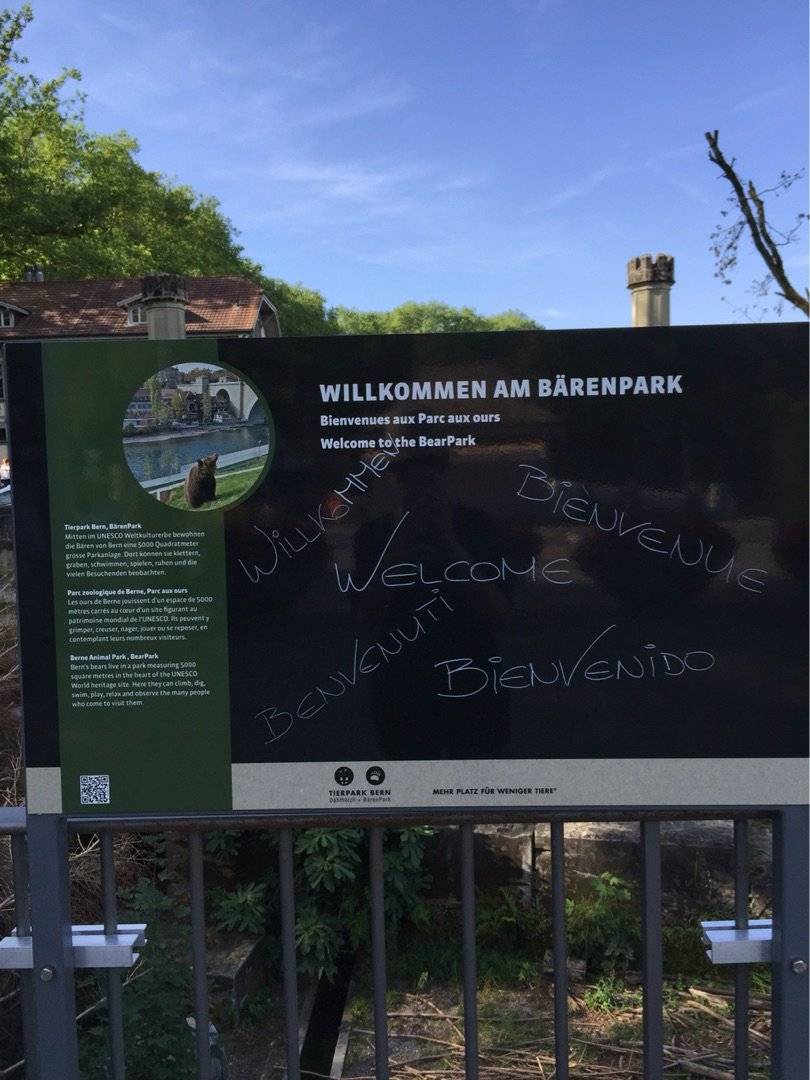 WILLKOMMEN AM BÄRENPARK
Bienvenues aux Parc aux ours
Welcome to the BearPark
WILLKOMMEN
BIENVENUE
WELCOME
BENVENUTI
BIENVENIDO
Tierpark Bern, BärenPark
Mitten im UNESCO Weltkulturerbe bewohnen
die Bären von Bern eine 5000 Quadratmeter
grosse Parkanlage. Dort können sie klettern,
graben, schwimmen, spielen, ruhen und die
vielen Besuchenden beobachten.
Parc zoologique de Berne, Parc aux ours
Les ours de Berne jouissent d'un espace de 5000
mètres carrés au cœur d'un site figurant au
patrimoine mondial de l'UNESCO. Ils peuvent y
grimper, creuser, nager, jouer ou se reposer, en
contemplant leurs nombreux visiteurs.
Berne Animal Park , BearPark
Bern's bears live in a park measuring 5000
square metres in the heart of the UNESCO
World heritage site. Here they can climb, dig,
swim, play, relax and observe the many people
who come to visit them.
TIERPARK BERN
Dählhölzli + BärenPark
MEHR PLATZ FÜR WENIGER TIERE*